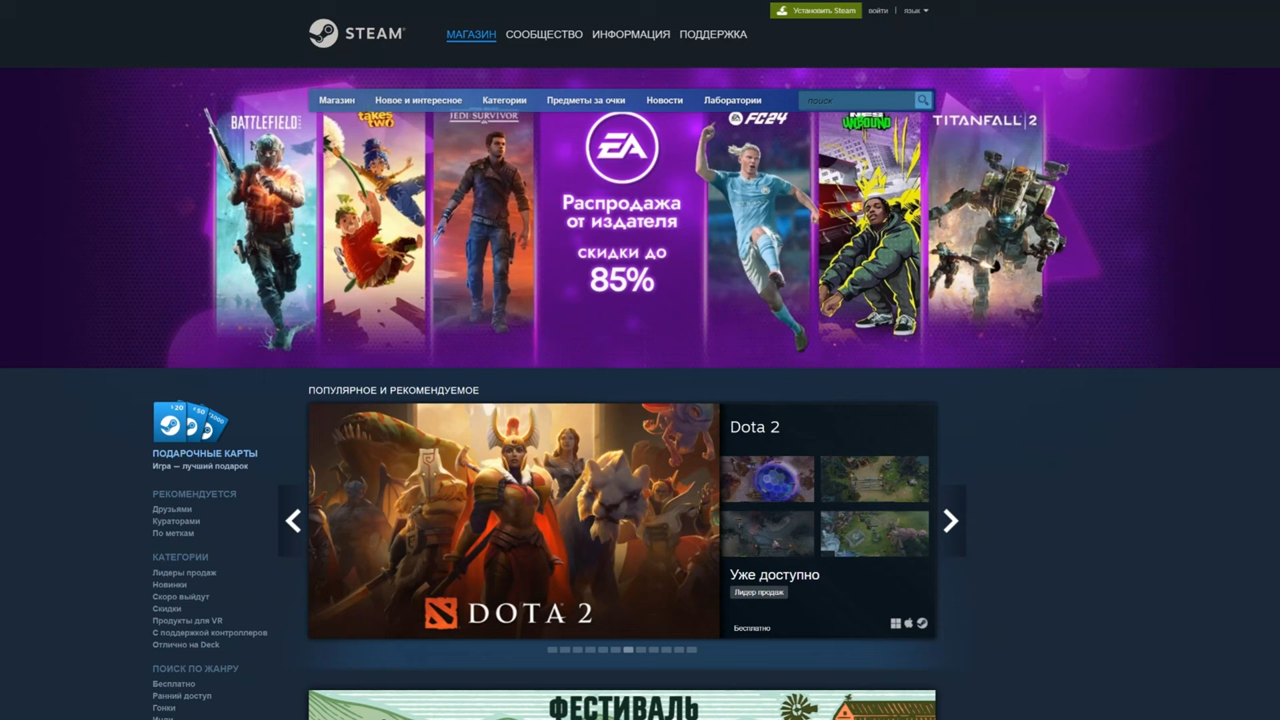 Установить Steam
войти
язык
STEAM
МАГАЗИН СООБЩЕСТВО ИНФОРМАЦИЯ ПОДДЕРЖКА
Магазин Новое и интересное Категории Предметы за очки Новости Лаборатории поиск
BATTLEFIELD
takes two
JEDI SURVIVOR
EA
Распродажа
от издателя
скидки до
85%
FC24
NFS
UNBOUND
TITANFALL 2
ПОДАРОЧНЫЕ КАРТЫ
Игра — лучший подарок
РЕКОМЕНДУЕТСЯ
Друзьями
Кураторами
По меткам
КАТЕГОРИИ
Лидеры продаж
Новинки
Скоро выйдут
Скидки
Продукты для VR
С поддержкой контроллеров
Отлично на Deck
ПОИСК ПО ЖАНРУ
Бесплатно
Ранний доступ
Гонки
ПОПУЛЯРНОЕ И РЕКОМЕНДУЕМОЕ
DOTA 2
Dota 2
Уже доступно
Лидер продаж
Бесплатно
ФЕСТИВАЛЬ